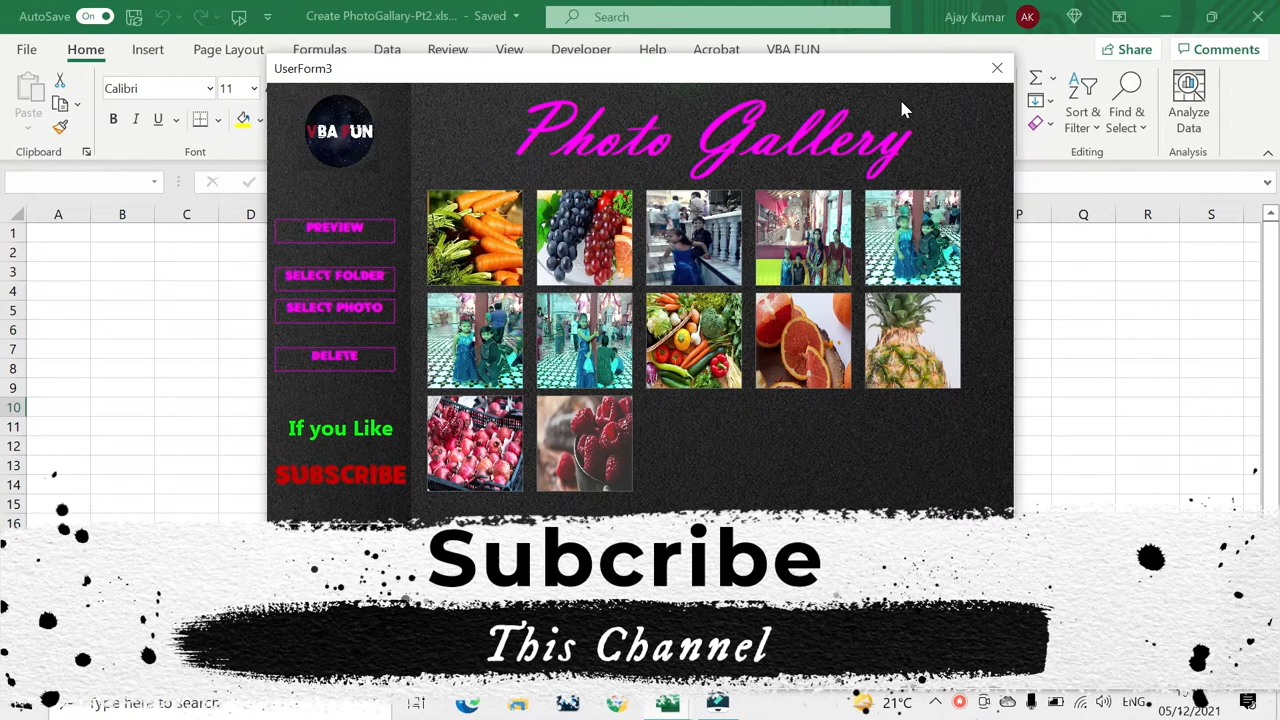 AutoSave On Create PhotoGallary-Pt2.xls... - Saved Search Ajay Kumar AK
File Home Insert Page Layout Formulas Data Review View Developer Help Acrobat VBA FUN Share Comments
UserForm3
Paste
Calibri 11
B I U
Clipboard Font
Sort & Filter Find & Select Analyze Data
Editing Analysis
VBA FUN
Photo Gallery
PREVIEW
SELECT FOLDER
SELECT PHOTO
DELETE
If you Like
SUBSCRIBE
A B C D P Q R S
1
2
3
4
5
6
7
8
9
10
11
12
13
14
15
16
Subcribe
This Channel
Type here to search
21°C ENG
05/12/2021